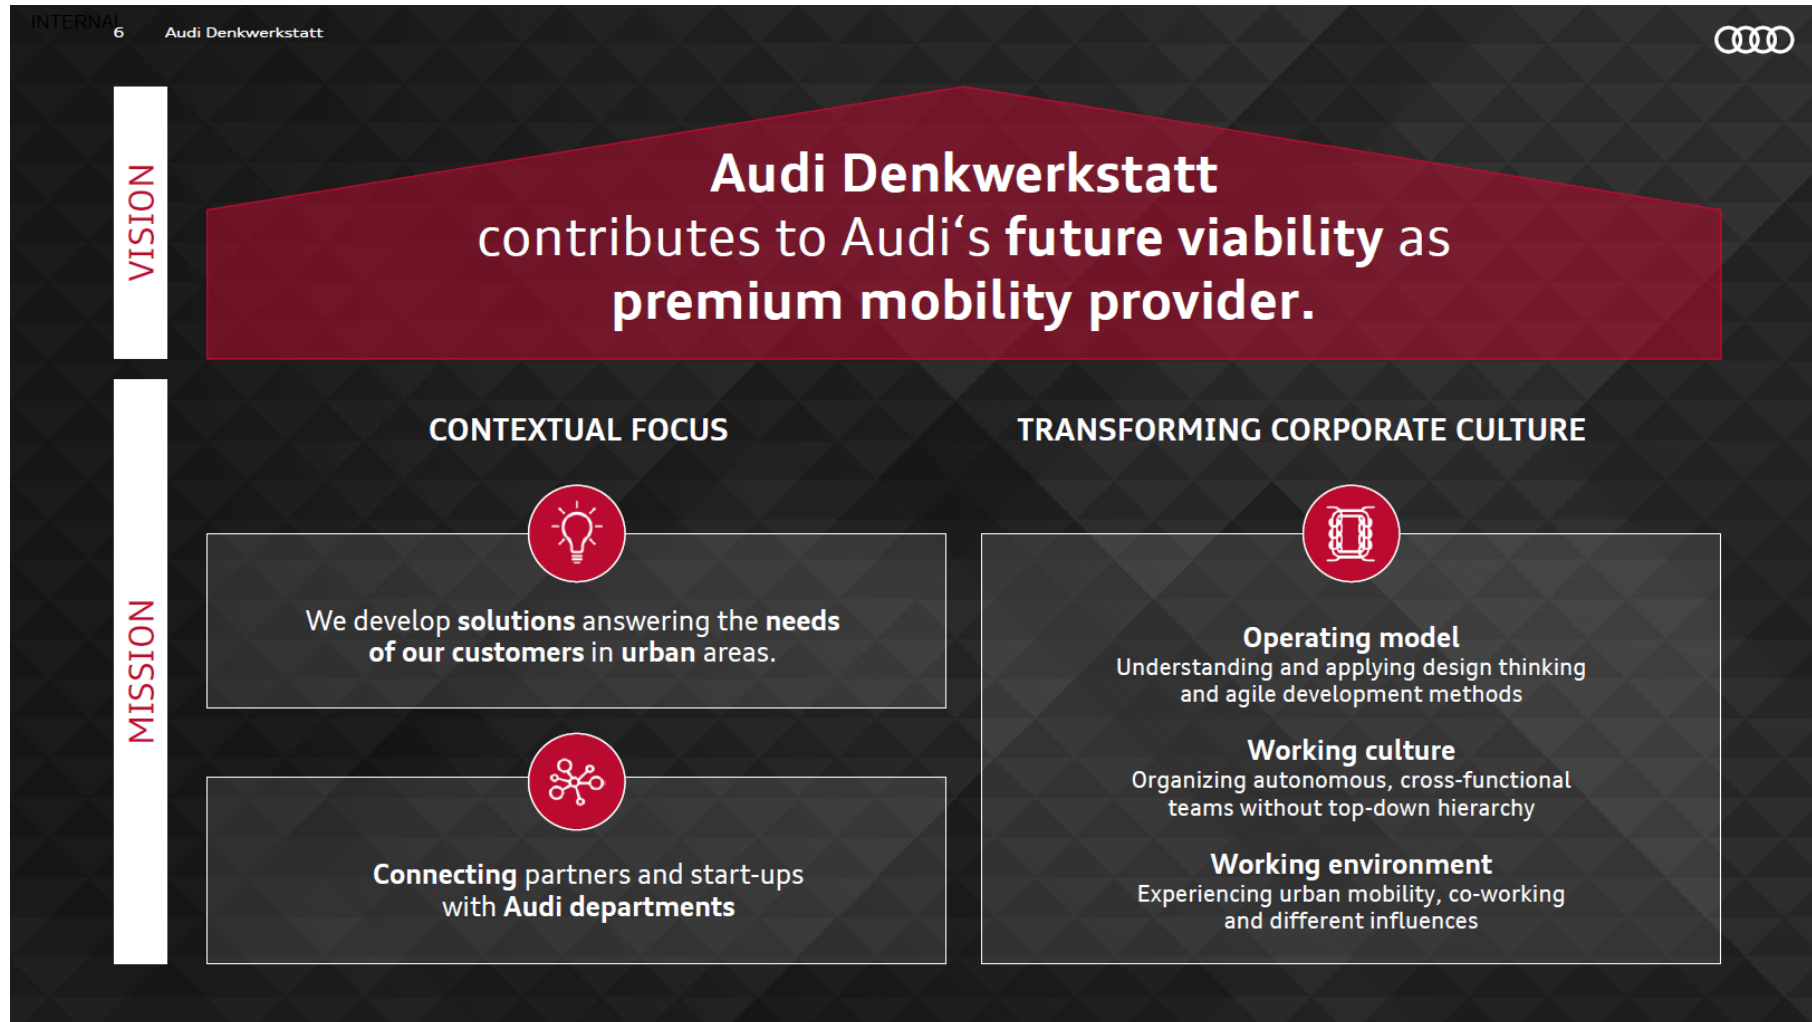 INTERNAL
6 Audi Denkwerkstatt
VISION
Audi Denkwerkstatt
contributes to Audi‘s future viability as
premium mobility provider.
MISSION
CONTEXTUAL FOCUS
We develop solutions answering the needs
of our customers in urban areas.
Connecting partners and start-ups
with Audi departments
TRANSFORMING CORPORATE CULTURE
Operating model
Understanding and applying design thinking
and agile development methods
Working culture
Organizing autonomous, cross-functional
teams without top-down hierarchy
Working environment
Experiencing urban mobility, co-working
and different influences